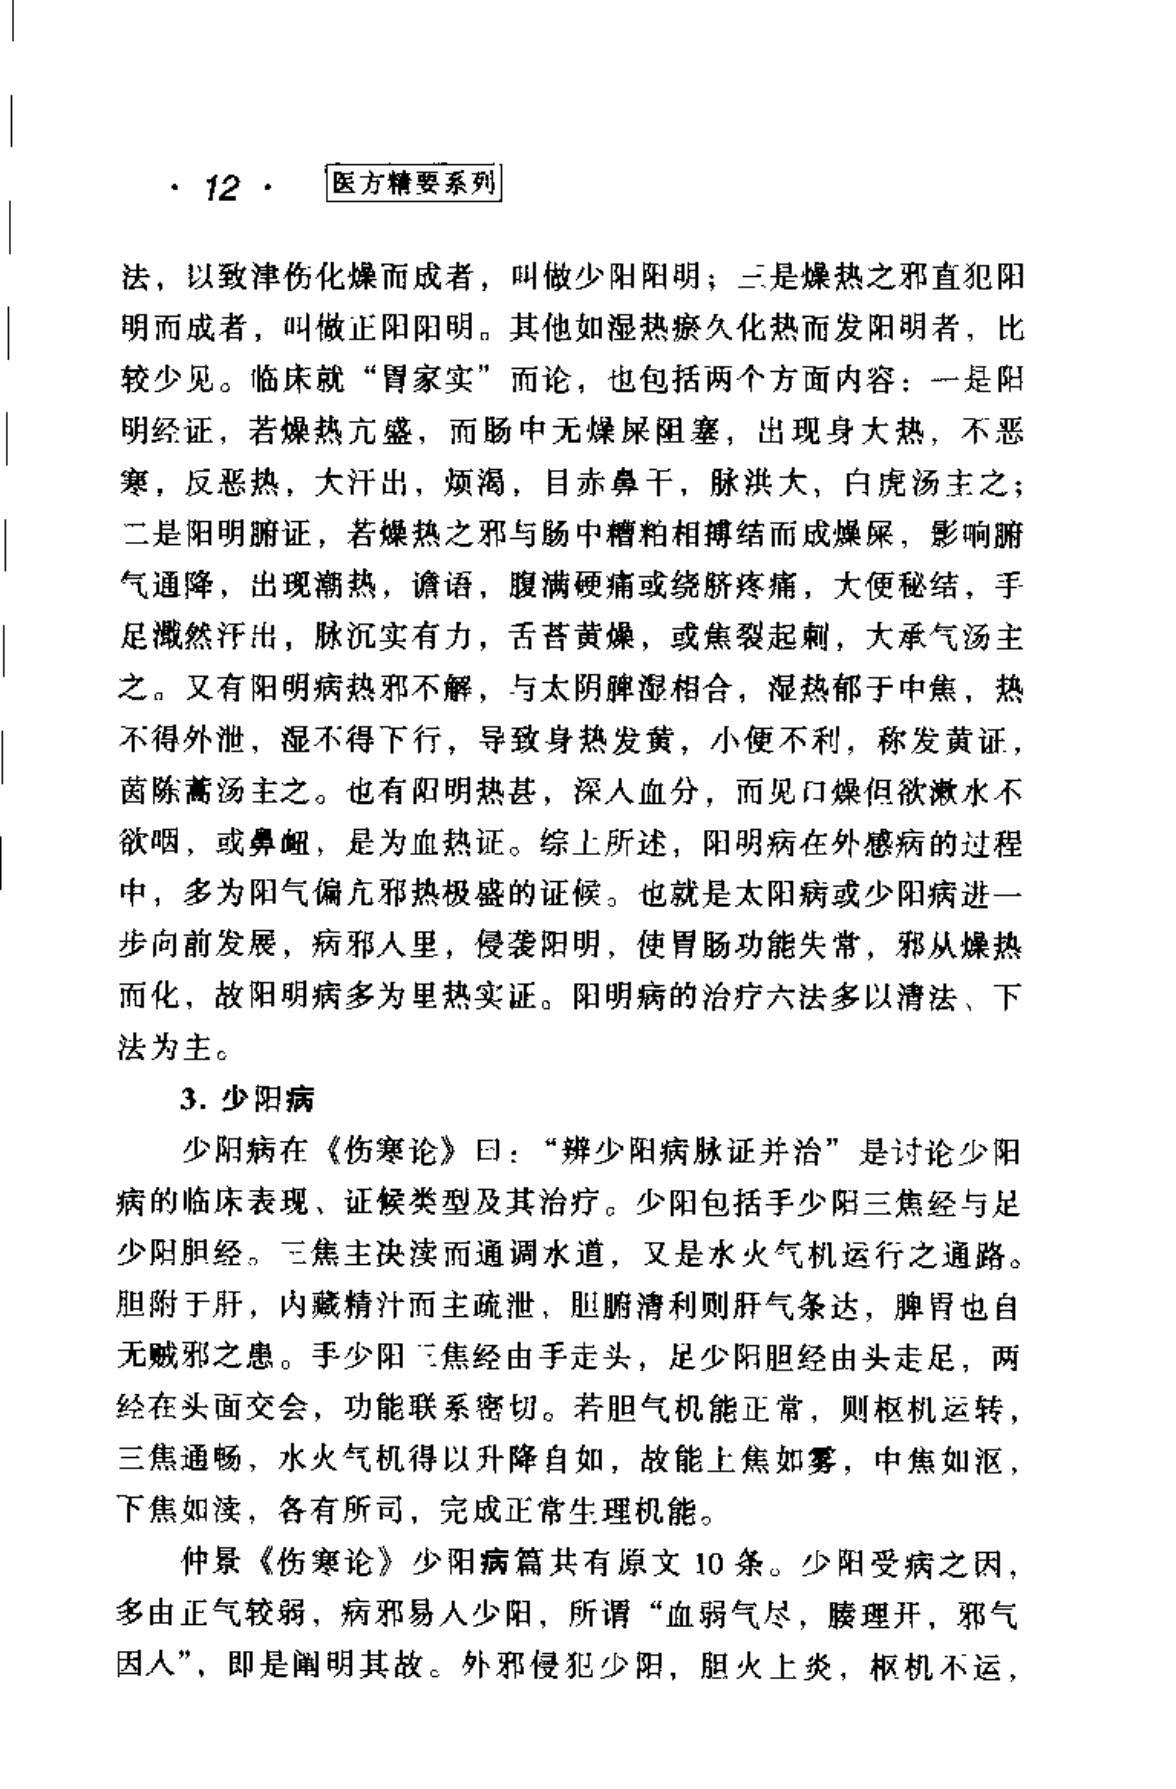 · 12 · 医方精要系列
法，以致津伤化燥而成者，叫做少阳阳明；三是燥热之邪直犯阳
明而成者，叫做正阳阳明。其他如湿热瘀久化热而发阳明者，比
较少见。临床就“胃家实”而论，也包括两个方面内容：一是阳
明经证，若燥热亢盛，而肠中无燥屎阻塞，出现身大热，不恶
寒，反恶热，大汗出，烦渴，目赤鼻干，脉洪大，白虎汤主之；
二是阳明腑证，若燥热之邪与肠中糟粕相搏结而成燥屎，影响腑
气通降，出现潮热，谵语，腹满硬痛或绕脐疼痛，大便秘结，手
足濈然汗出，脉沉实有力，舌苔黄燥，或焦裂起刺，大承气汤主
之。又有阳明病热邪不解，与太阴脾湿相合，湿热郁于中焦，热
不得外泄，湿不得下行，导致身热发黄，小便不利，称发黄证，
茵陈蒿汤主之。也有阳明热甚，深人血分，而见口燥但欲漱水不
欲咽，或鼻衄，是为血热证。综上所述，阳明病在外感病的过程
中，多为阳气偏亢邪热极盛的证候。也就是太阳病或少阳病进一
步向前发展，病邪人里，侵袭阳明，使胃肠功能失常，邪从燥热
而化，故阳明病多为里热实证。阳明病的治疗六法多以清法、下
法为主。
3. 少阳病
少阳病在《伤寒论》曰：“辨少阳病脉证并治”是讨论少阳
病的临床表现、证候类型及其治疗。少阳包括手少阳三焦经与足
少阳胆经。三焦主决渎而通调水道，又是水火气机运行之通路。
胆附于肝，内藏精汁而主疏泄，胆腑清利则肝气条达，脾胃也自
无贼邪之患。手少阳三焦经由手走头，足少阳胆经由头走足，两
经在头面交会，功能联系密切。若胆气机能正常，则枢机运转，
三焦通畅，水火气机得以升降自如，故能上焦如雾，中焦如沤，
下焦如渎，各有所司，完成正常生理机能。
仲景《伤寒论》少阳病篇共有原文 10 条。少阳受病之因，
多由正气较弱，病邪易人少阳，所谓“血弱气尽，腠理开，邪气
因人”，即是阐明其故。外邪侵犯少阳，胆火上炎，枢机不运，